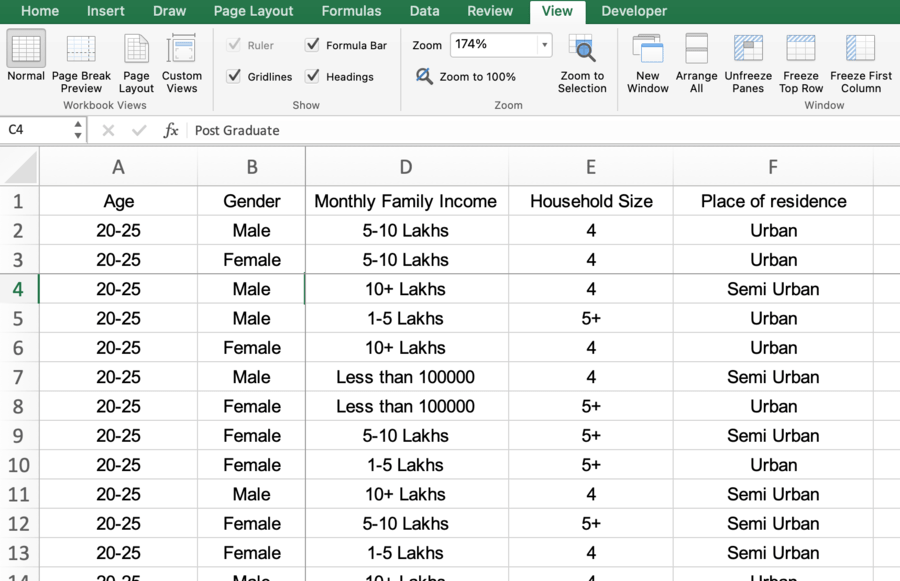 Home Insert Draw Page Layout Formulas Data Review View Developer
Ruler Formula Bar Zoom 174%
Gridlines Headings Zoom to 100%
Normal Page Break Preview Page Layout Custom Views Zoom to Selection New Window Arrange All Unfreeze Panes Freeze Top Row Freeze First Column
Workbook Views Show Zoom Window
C4 fx Post Graduate
A B D E F
1 Age Gender Monthly Family Income Household Size Place of residence
2 20-25 Male 5-10 Lakhs 4 Urban
3 20-25 Female 5-10 Lakhs 4 Urban
4 20-25 Male 10+ Lakhs 4 Semi Urban
5 20-25 Male 1-5 Lakhs 5+ Urban
6 20-25 Female 10+ Lakhs 4 Urban
7 20-25 Male Less than 100000 4 Semi Urban
8 20-25 Female Less than 100000 5+ Urban
9 20-25 Female 5-10 Lakhs 5+ Semi Urban
10 20-25 Female 1-5 Lakhs 5+ Urban
11 20-25 Male 10+ Lakhs 4 Semi Urban
12 20-25 Female 5-10 Lakhs 5+ Semi Urban
13 20-25 Female 1-5 Lakhs 4 Semi Urban
14 20-25 Male 10+ Lakhs 4 Urban